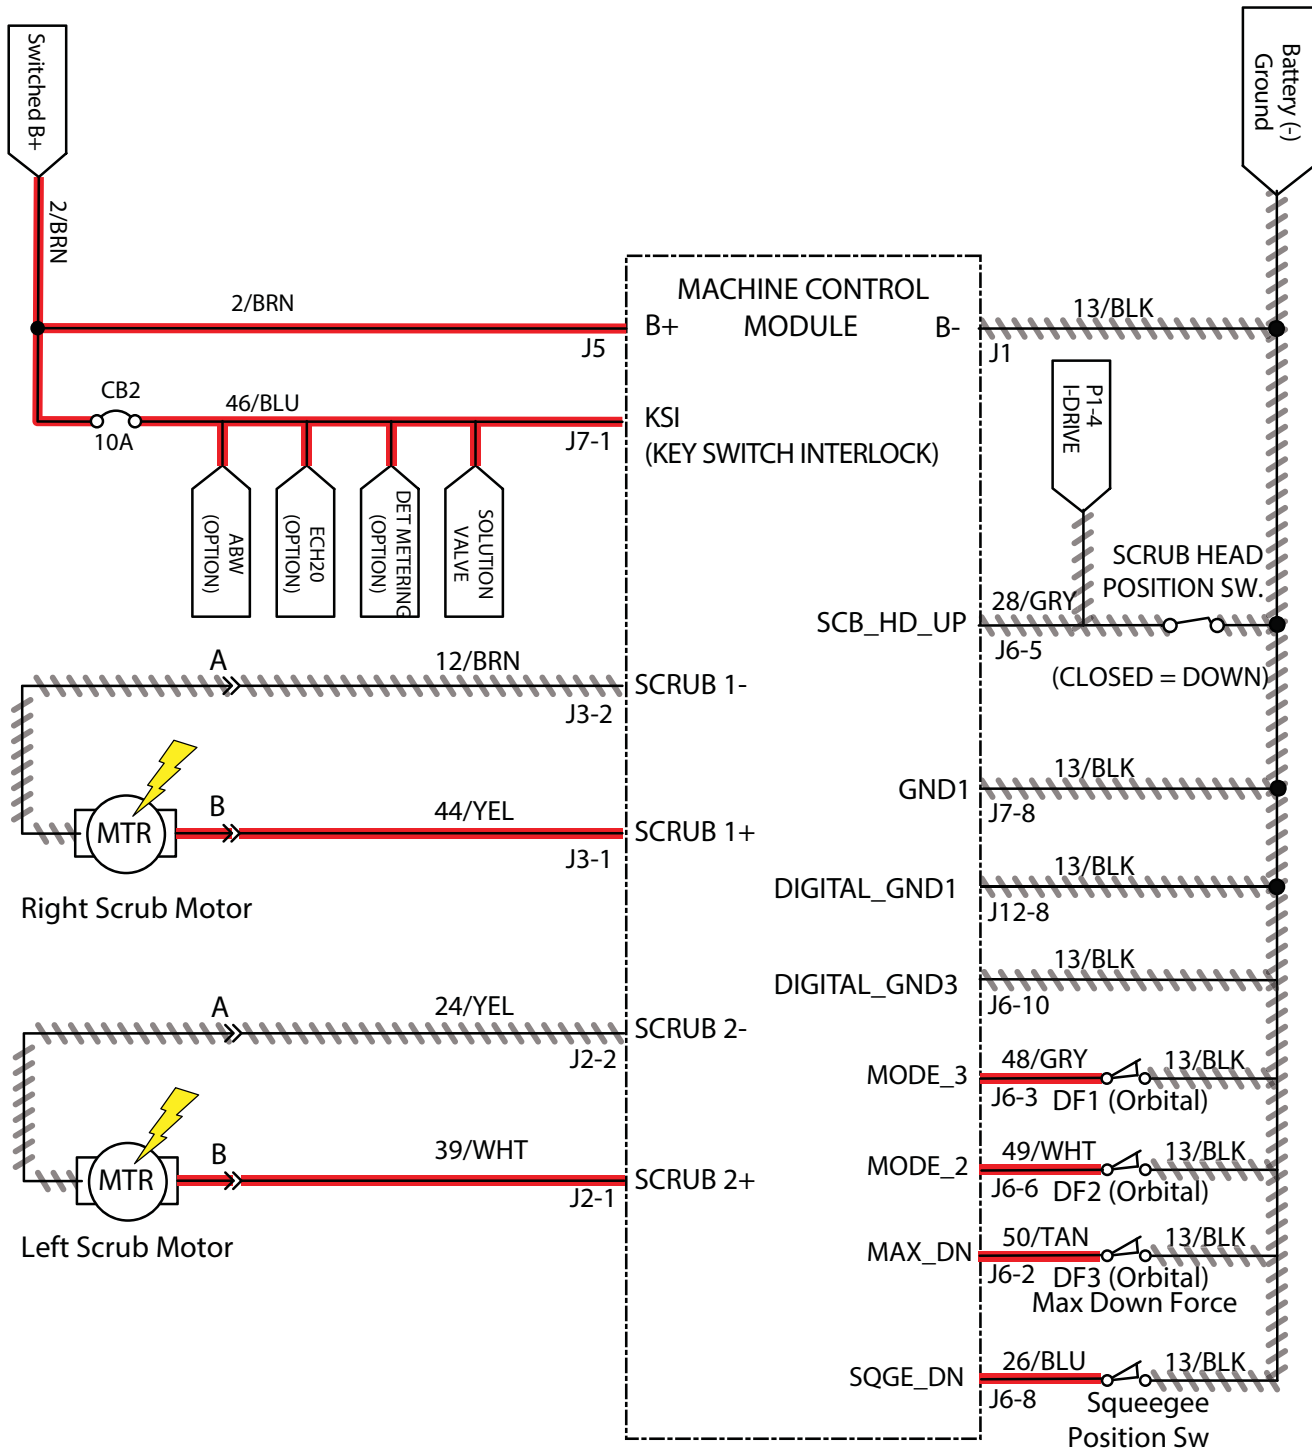 Switched B+
Battery (-)
Ground
2/BRN
2/BRN
J5
CB2
10A
46/BLU
J7-1
ABW
(OPTION)
ECH20
(OPTION)
DET METERING
(OPTION)
SOLUTION
VALVE
MACHINE CONTROL
MODULE
B+
B-
KSI
(KEY SWITCH INTERLOCK)
13/BLK
J1
P1-4
I-DRIVE
SCRUB HEAD
POSITION SW.
SCB_HD_UP
28/GRY
J6-5
(CLOSED = DOWN)
A
12/BRN
J3-2
SCRUB 1-
MTR
B
44/YEL
J3-1
SCRUB 1+
Right Scrub Motor
GND1
13/BLK
J7-8
DIGITAL_GND1
13/BLK
J12-8
DIGITAL_GND3
13/BLK
J6-10
A
24/YEL
J2-2
SCRUB 2-
MTR
B
39/WHT
J2-1
SCRUB 2+
Left Scrub Motor
MODE_3
48/GRY
13/BLK
J6-3
DF1 (Orbital)
MODE_2
49/WHT
13/BLK
J6-6
DF2 (Orbital)
MAX_DN
50/TAN
13/BLK
J6-2
DF3 (Orbital)
Max Down Force
SQGE_DN
26/BLU
13/BLK
J6-8
Squeegee
Position Sw